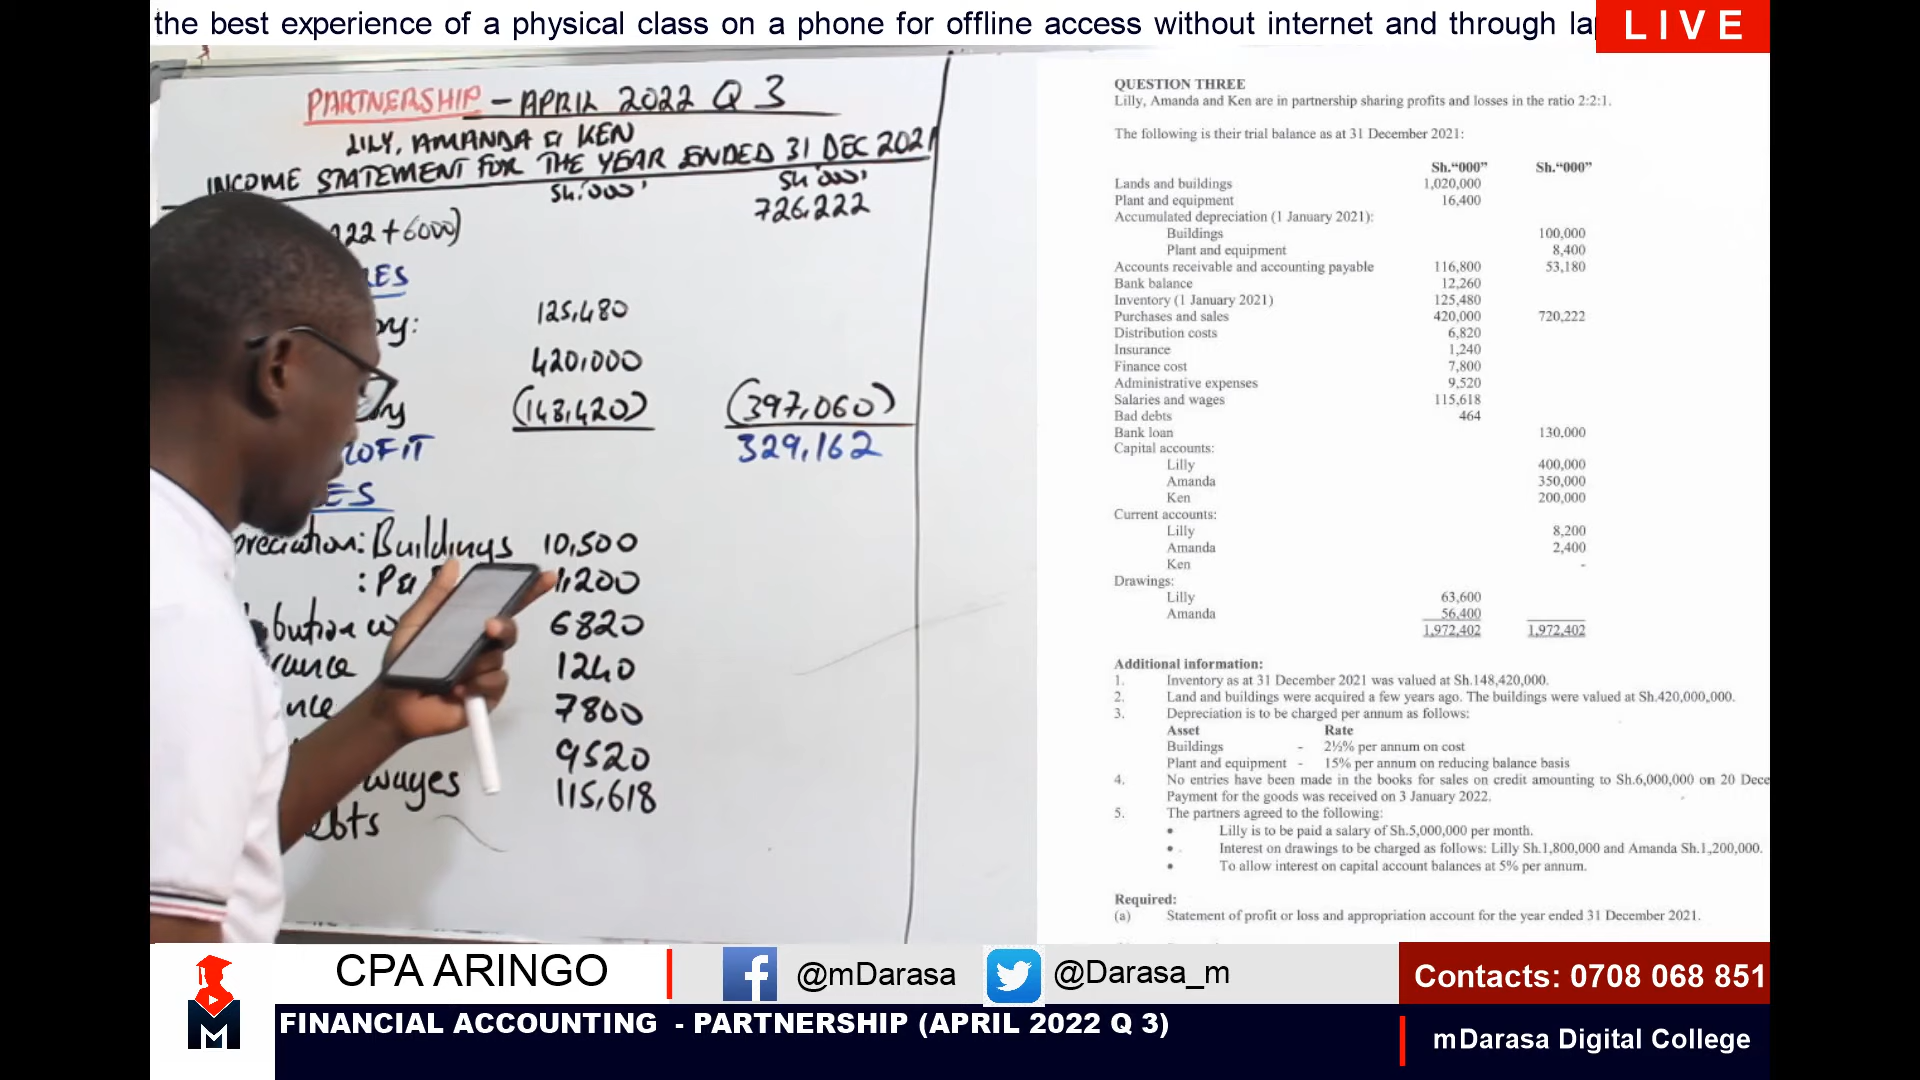 the best experience of a physical class on a phone for offline access without internet and through
LIVE
PARTNERSHIP - APRIL 2022 Q 3
LILY, AMANDA & KEN
INCOME STATEMENT FOR THE YEAR ENDED 31 DEC 2021
SH.'000' SH'000'
726,222
+6000)
125,480
420,000
(148,420) (397,060)
329,162
: Buildings 10,500
1,200
6820
1240
7800
9520
wages 115,618
QUESTION THREE
Lilly, Amanda and Ken are in partnership sharing profits and losses in the ratio 2:2:1.
The following is their trial balance as at 31 December 2021:
Sh.“000” Sh.“000”
Lands and buildings 1,020,000
Plant and equipment 16,400
Accumulated depreciation (1 January 2021):
Buildings 100,000
Plant and equipment 8,400
Accounts receivable and accounting payable 116,800 53,180
Bank balance 12,260
Inventory (1 January 2021) 125,480
Purchases and sales 420,000 720,222
Distribution costs 6,820
Insurance 1,240
Finance cost 7,800
Administrative expenses 9,520
Salaries and wages 115,618
Bad debts 464
Bank loan 130,000
Capital accounts:
Lilly 400,000
Amanda 350,000
Ken 200,000
Current accounts:
Lilly 8,200
Amanda 2,400
Ken -
Drawings:
Lilly 63,600
Amanda 56,400
1,972,402 1,972,402
Additional information:
1. Inventory as at 31 December 2021 was valued at Sh.148,420,000.
2. Land and buildings were acquired a few years ago. The buildings were valued at Sh.420,000,000.
3. Depreciation is to be charged per annum as follows:
Asset Rate
Buildings - 2½% per annum on cost
Plant and equipment - 15% per annum on reducing balance basis
4. No entries have been made in the books for sales on credit amounting to Sh.6,000,000 on 20 Dece
Payment for the goods was received on 3 January 2022.
5. The partners agreed to the following:
• Lilly is to be paid a salary of Sh.5,000,000 per month.
• Interest on drawings to be charged as follows: Lilly Sh.1,800,000 and Amanda Sh.1,200,000.
• To allow interest on capital account balances at 5% per annum.
Required:
(a) Statement of profit or loss and appropriation account for the year ended 31 December 2021.
CPA ARINGO
@mDarasa
@Darasa_m
Contacts: 0708 068 851
M
FINANCIAL ACCOUNTING - PARTNERSHIP (APRIL 2022 Q 3)
mDarasa Digital College